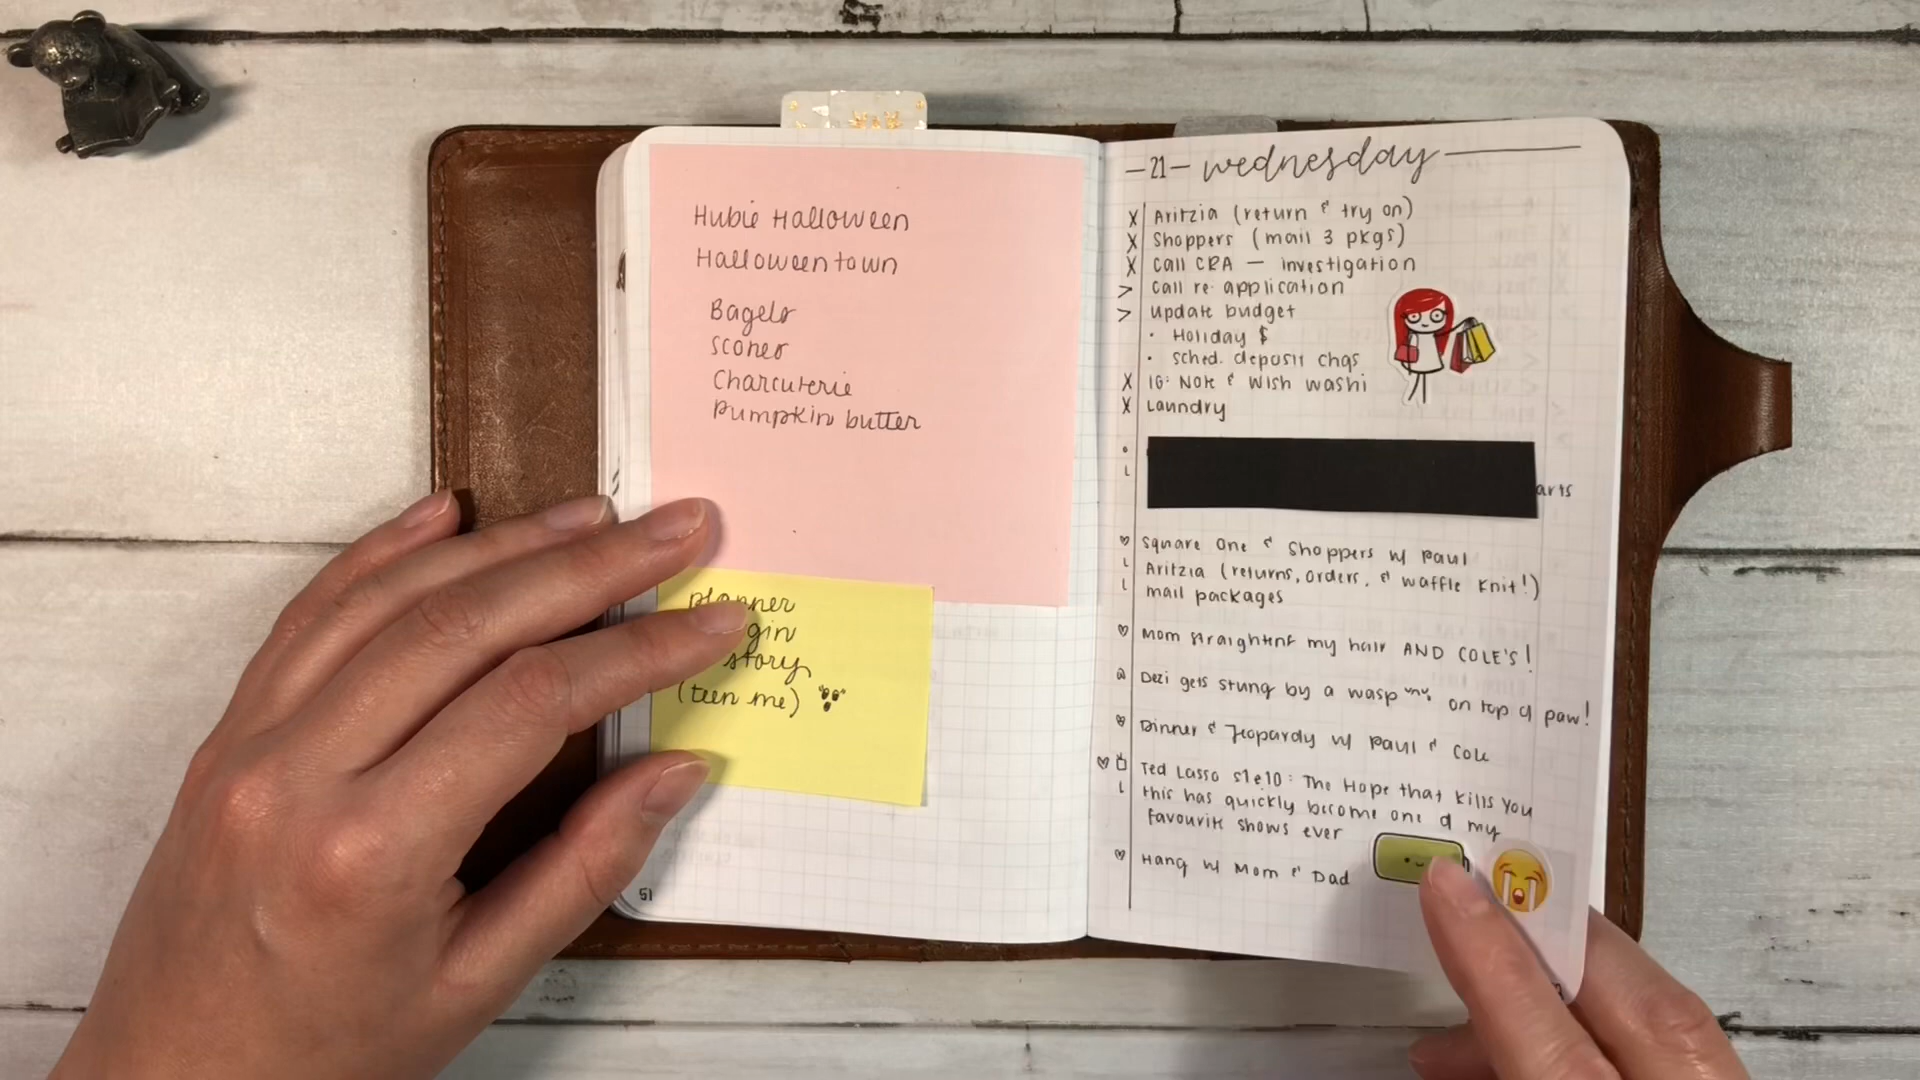 Hubie Halloween
Halloweentown
Bagels
Scones
Charcuterie
pumpkin butter
planner
gin
story
(teen me)
51
-21- wednesday
X Aritzia (return & try on)
X Shoppers (mail 3 pkgs)
X Call CRA — investigation
> Call re: application
> update budget
· Holiday $
· sched. deposit chqs
X IG: Note & Wish washi
X Laundry
arts
♡ Square One & Shoppers w/ Paul
L Aritzia (returns, orders, & waffle knit!)
L mail packages
♡ Mom straightens my hair AND COLE'S!
Dezi gets stung by a wasp on top of paw!
♡ Dinner & Jeopardy w/ Paul & Cole
♡ Ted Lasso s1e10: The Hope that Kills You
L this has quickly become one of my
favourite shows ever
♡ Hang w/ Mom & Dad